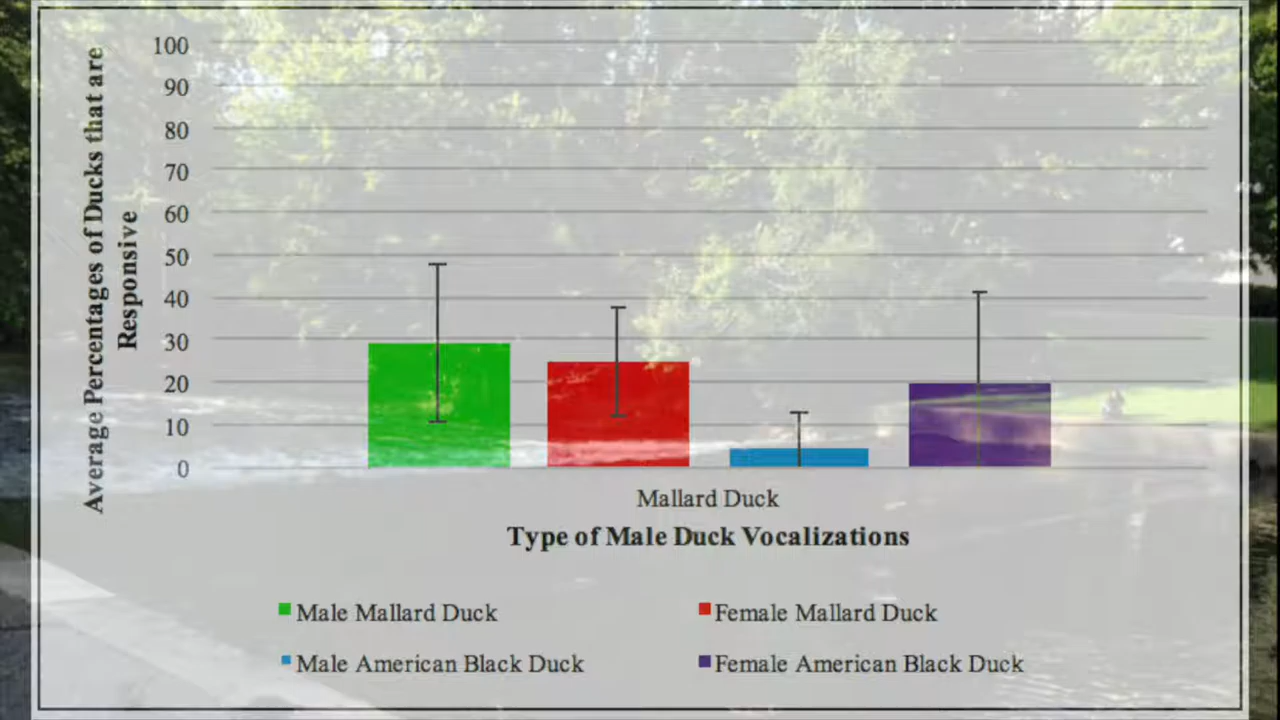 Average Percentages of Ducks that are
Responsive
100
90
80
70
60
50
40
30
20
10
0
Mallard Duck
Type of Male Duck Vocalizations
Male Mallard Duck
Female Mallard Duck
Male American Black Duck
Female American Black Duck